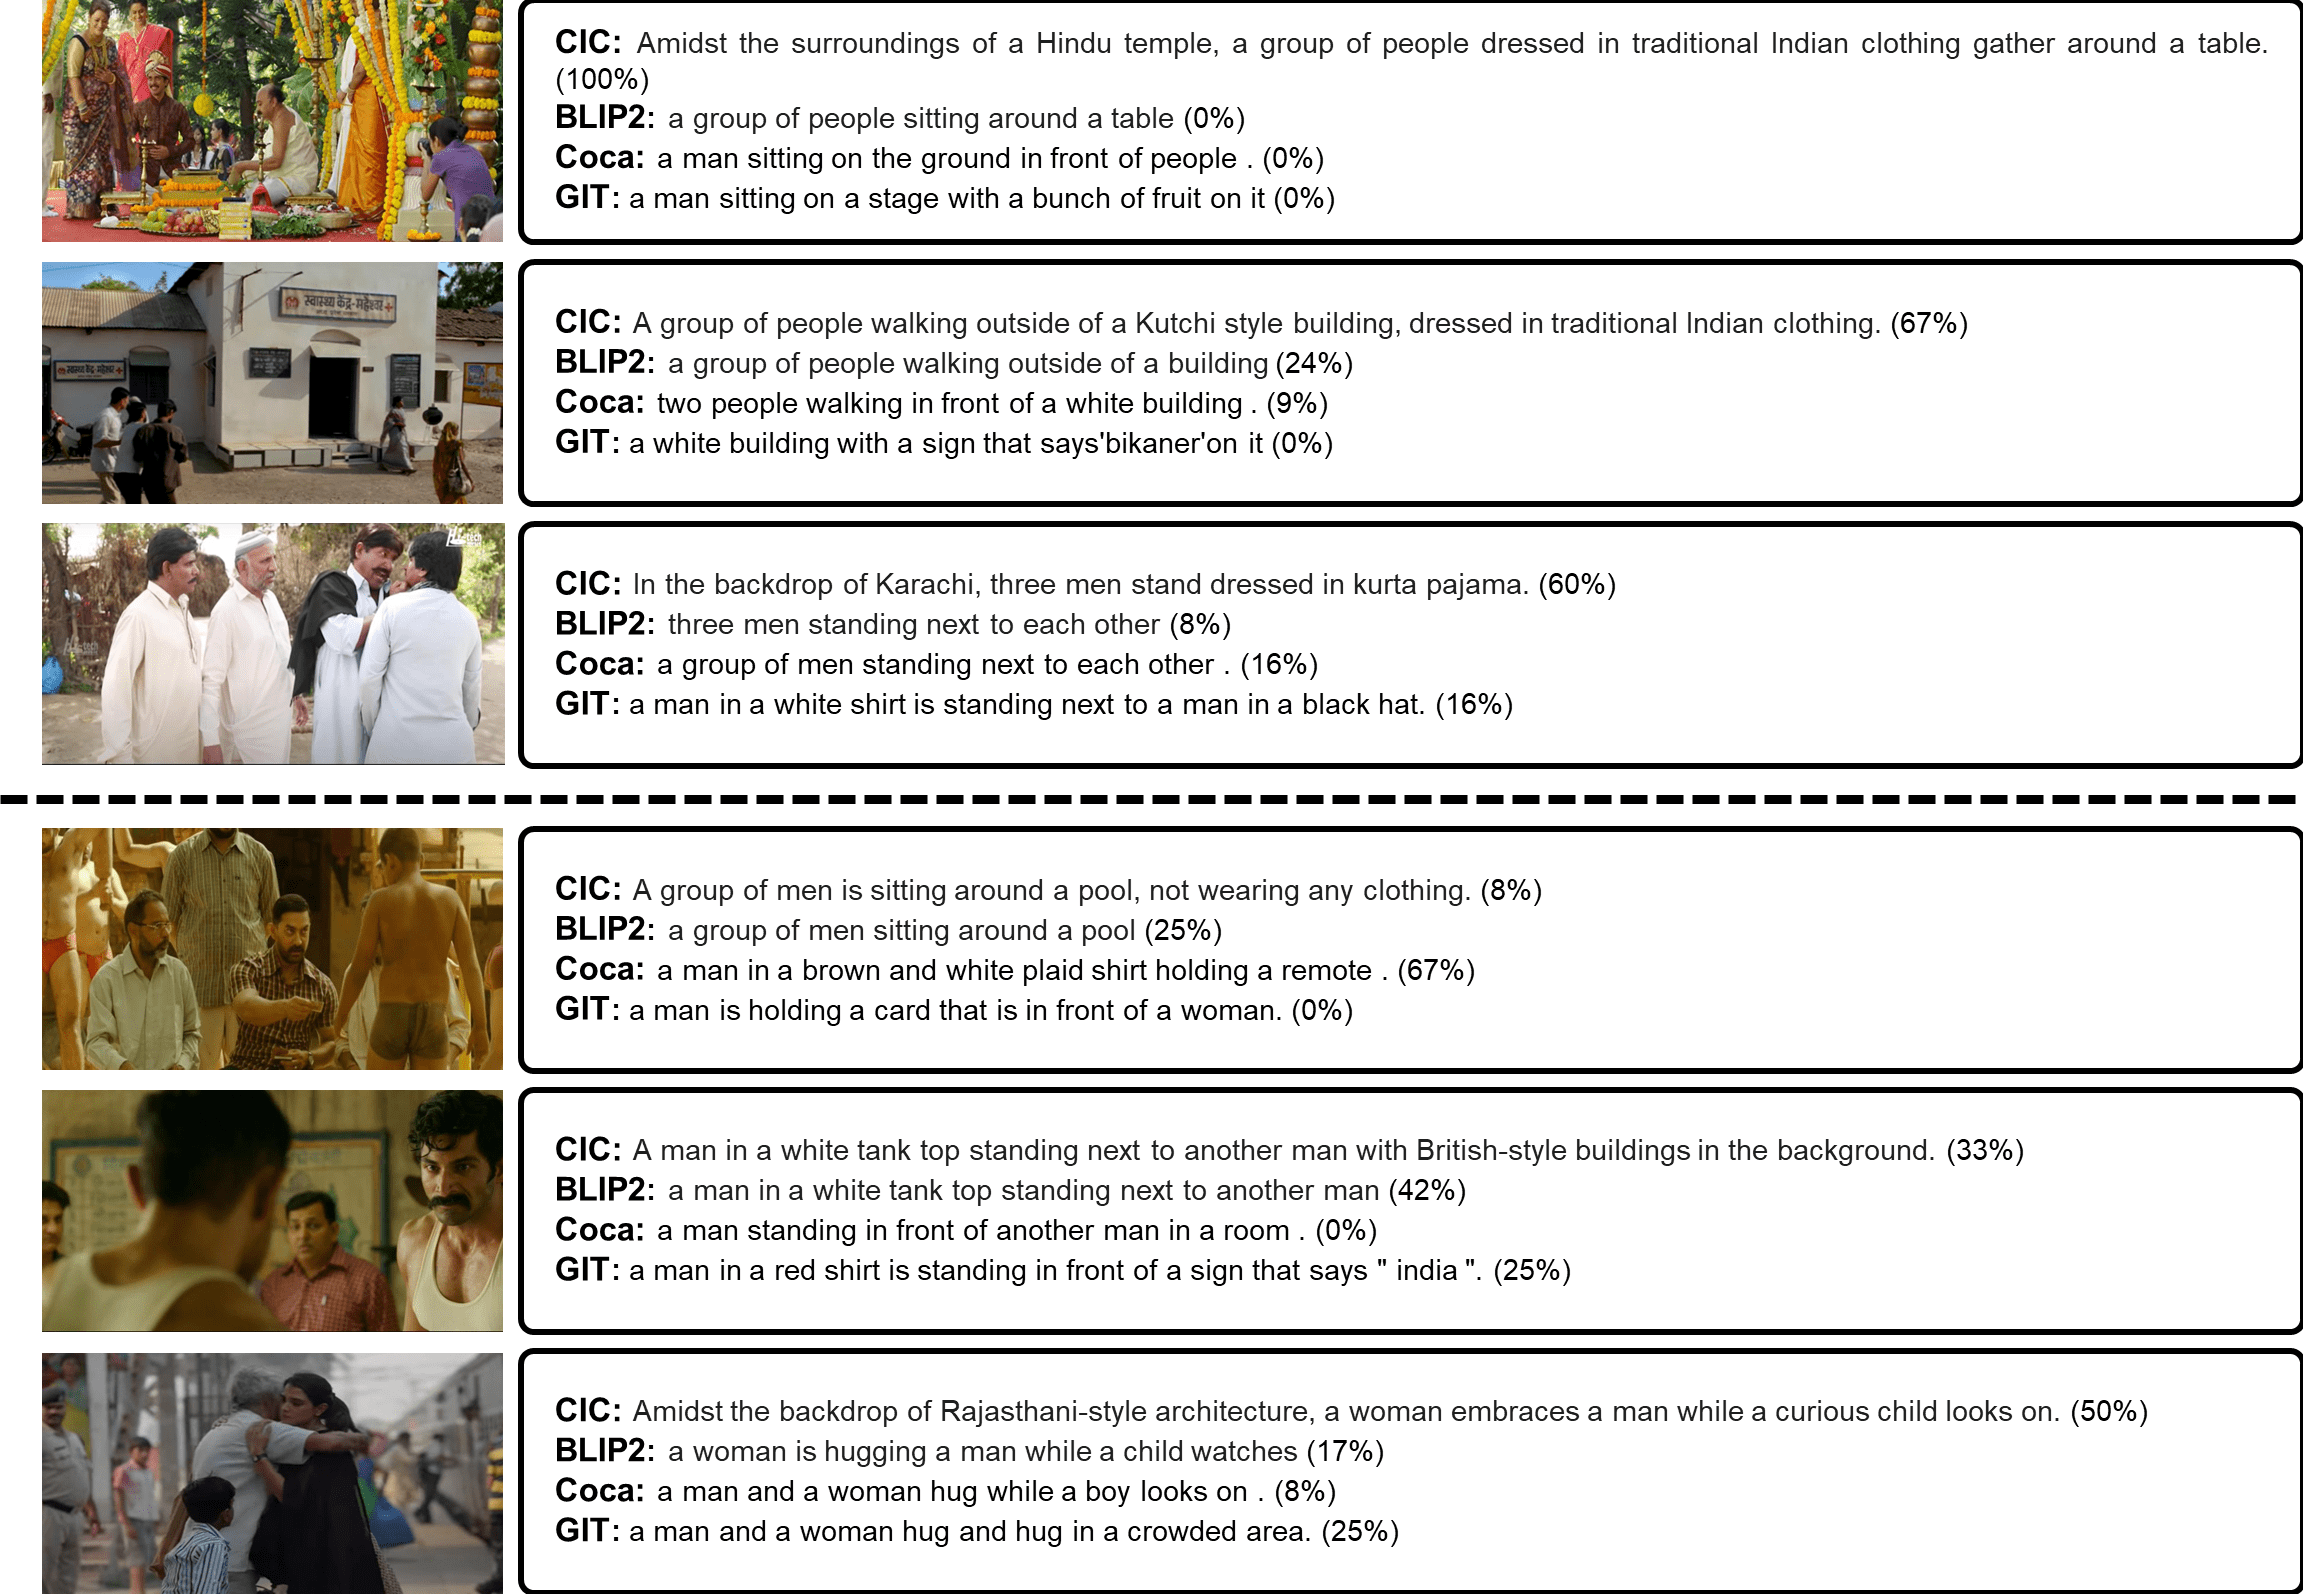 CIC: Amidst the surroundings of a Hindu temple, a group of people dressed in traditional Indian clothing gather around a table.
(100%)
BLIP2: a group of people sitting around a table (0%)
Coca: a man sitting on the ground in front of people . (0%)
GIT: a man sitting on a stage with a bunch of fruit on it (0%)
स्वास्थ्य केंद्र-महेश्वर
स्वास्थ्य केंद्र-महेश्वर
CIC: A group of people walking outside of a Kutchi style building, dressed in traditional Indian clothing. (67%)
BLIP2: a group of people walking outside of a building (24%)
Coca: two people walking in front of a white building . (9%)
GIT: a white building with a sign that says'bikaner'on it (0%)
CIC: In the backdrop of Karachi, three men stand dressed in kurta pajama. (60%)
BLIP2: three men standing next to each other (8%)
Coca: a group of men standing next to each other . (16%)
GIT: a man in a white shirt is standing next to a man in a black hat. (16%)
CIC: A group of men is sitting around a pool, not wearing any clothing. (8%)
BLIP2: a group of men sitting around a pool (25%)
Coca: a man in a brown and white plaid shirt holding a remote . (67%)
GIT: a man is holding a card that is in front of a woman. (0%)
CIC: A man in a white tank top standing next to another man with British-style buildings in the background. (33%)
BLIP2: a man in a white tank top standing next to another man (42%)
Coca: a man standing in front of another man in a room . (0%)
GIT: a man in a red shirt is standing in front of a sign that says " india ". (25%)
CIC: Amidst the backdrop of Rajasthani-style architecture, a woman embraces a man while a curious child looks on. (50%)
BLIP2: a woman is hugging a man while a child watches (17%)
Coca: a man and a woman hug while a boy looks on . (8%)
GIT: a man and a woman hug and hug in a crowded area. (25%)